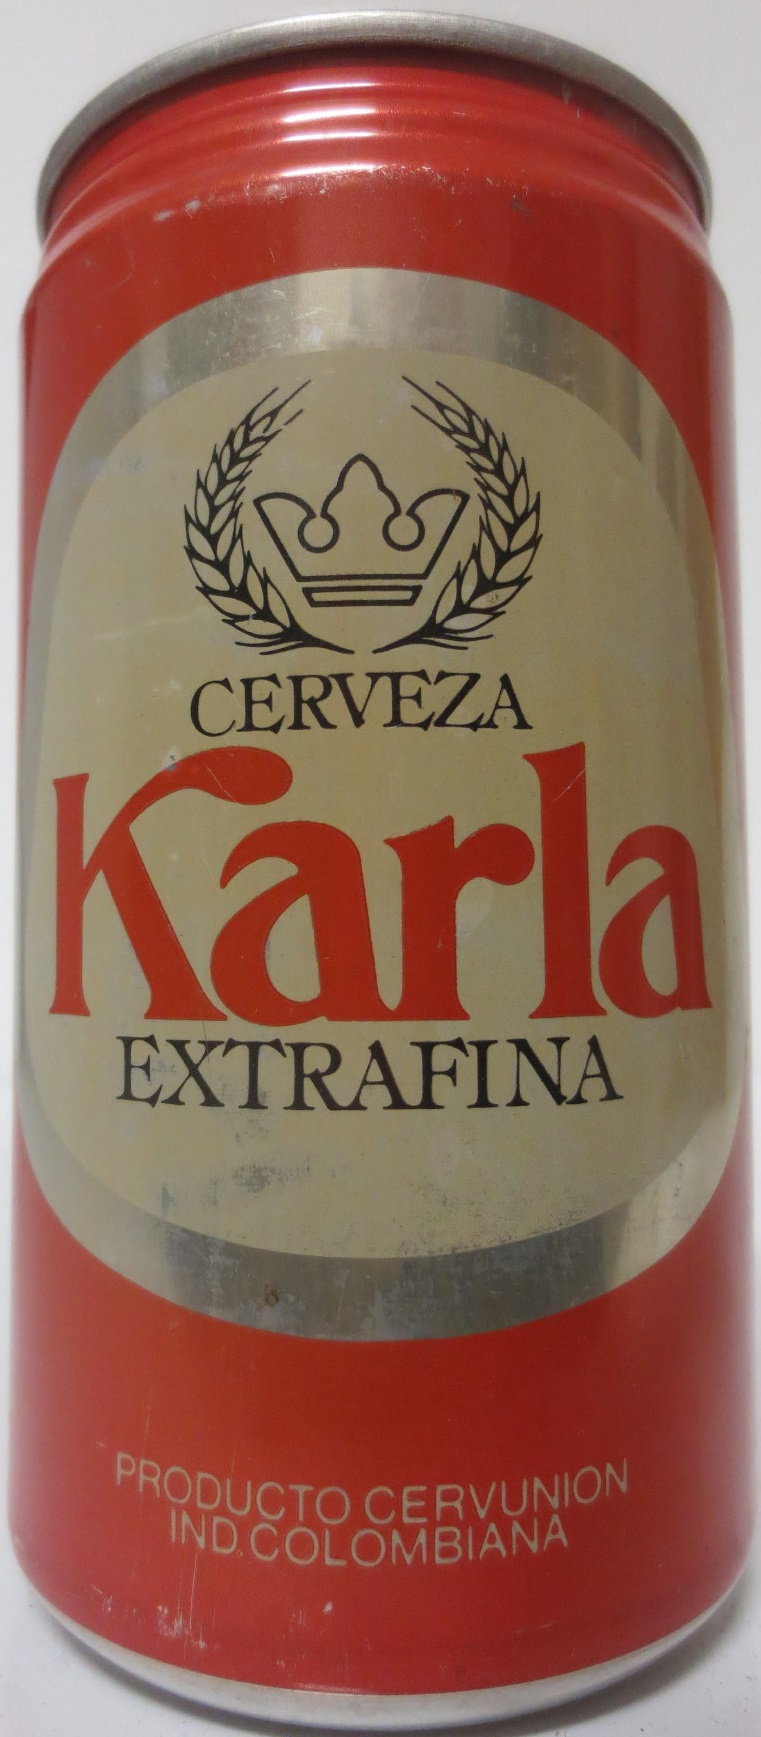 CERVEZA
Karla
EXTRAFINA
PRODUCTO CERVUNION
IND.COLOMBIANA